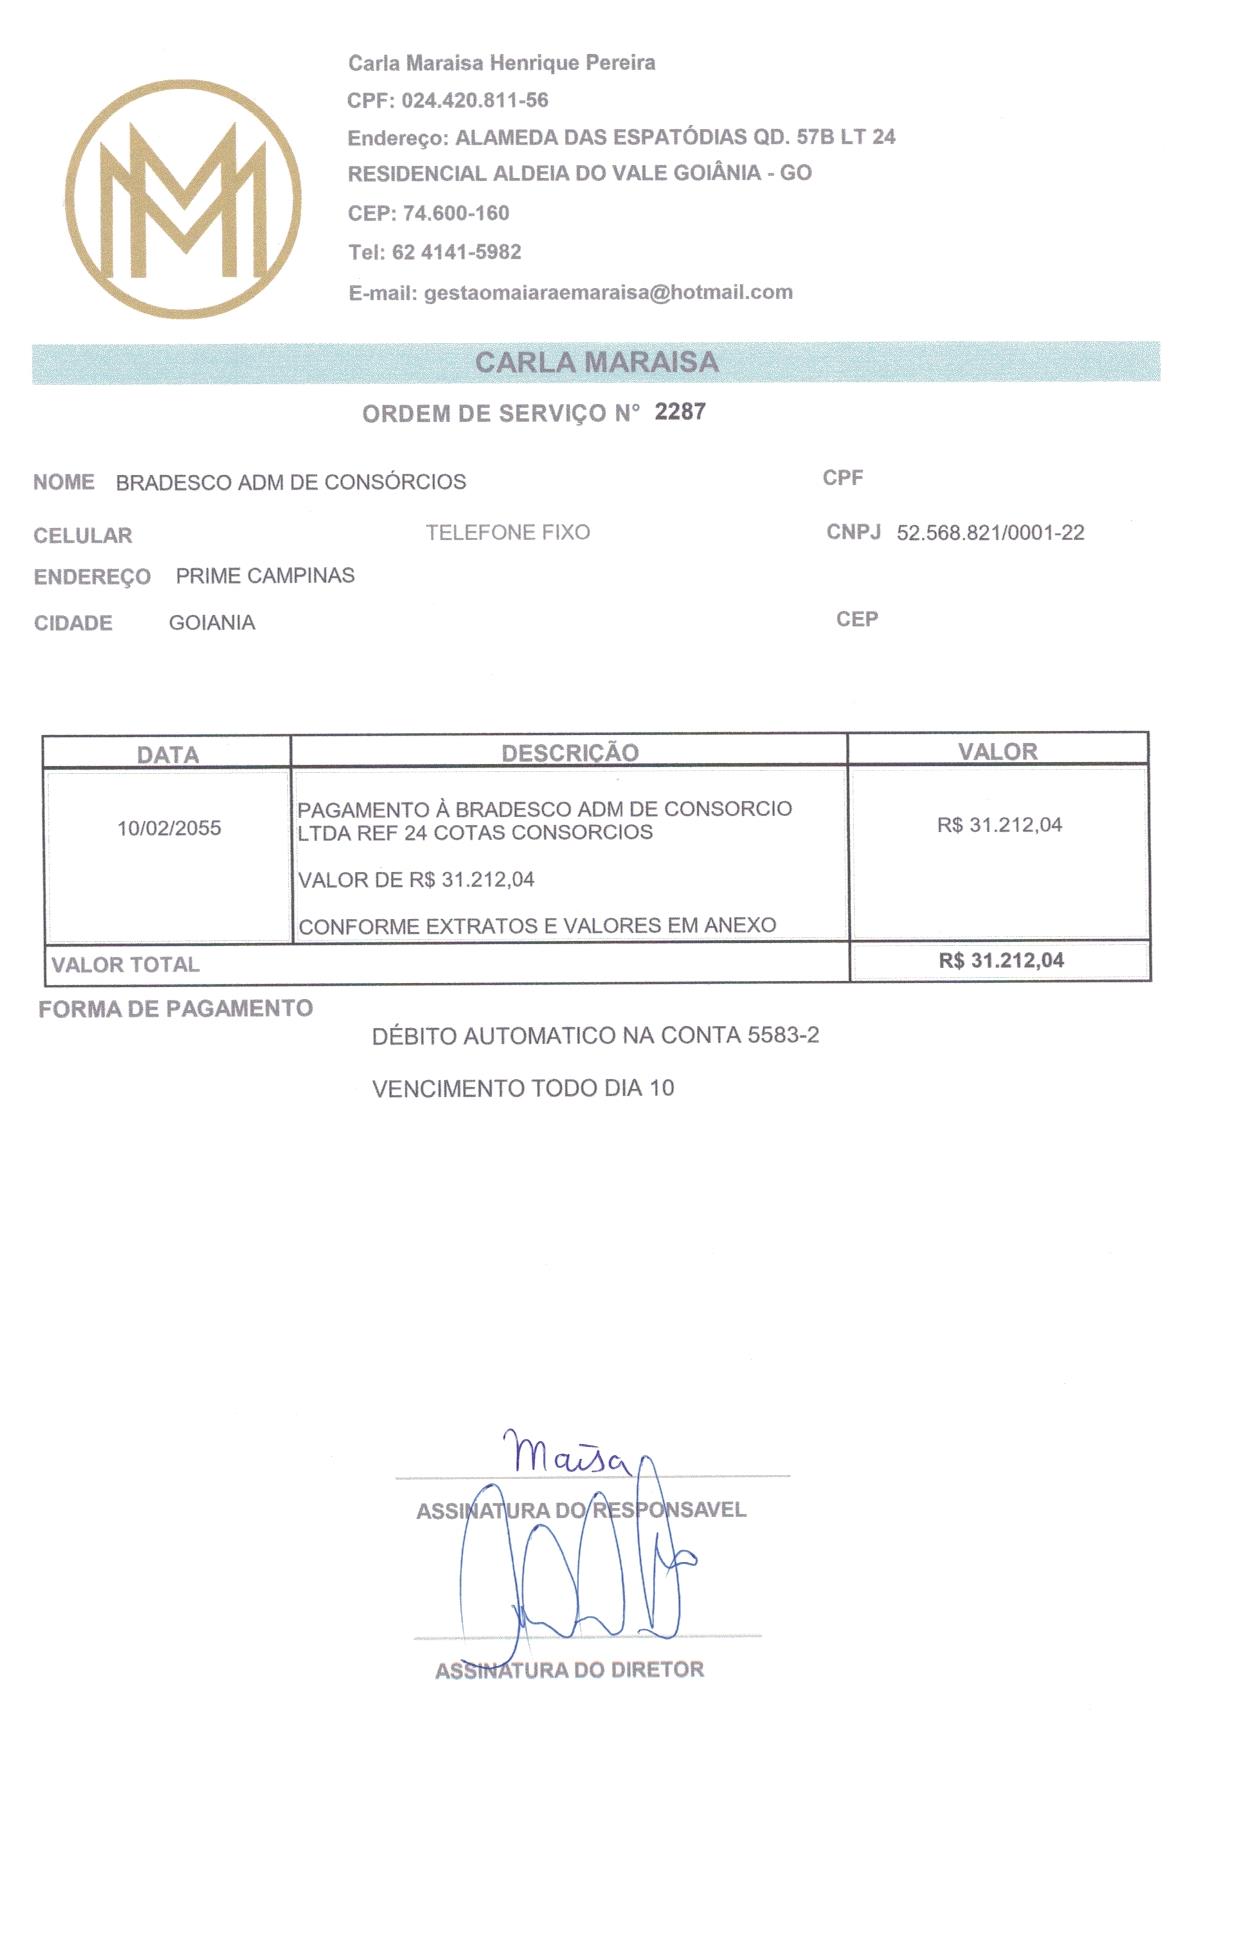 Carla Maraisa Henrique Pereira
CPF: 024.420.811-56
Endereço: ALAMEDA DAS ESPATÓDIAS QD. 57B LT 24
RESIDENCIAL ALDEIA DO VALE GOIÂNIA - GO
CEP: 74.600-160
Tel: 62 4141-5982
E-mail: gestaomaiaraemaraisa@hotmail.com
MM
CARLA MARAISA
ORDEM DE SERVIÇO N° 2287
NOME BRADESCO ADM DE CONSÓRCIOS CPF
CELULAR TELEFONE FIXO CNPJ 52.568.821/0001-22
ENDEREÇO PRIME CAMPINAS
CIDADE GOIANIA CEP
DATA DESCRIÇÃO VALOR
PAGAMENTO À BRADESCO ADM DE CONSORCIO
10/02/2055 LTDA REF 24 COTAS CONSORCIOS R$ 31.212,04
VALOR DE R$ 31.212,04
CONFORME EXTRATOS E VALORES EM ANEXO
VALOR TOTAL R$ 31.212,04
FORMA DE PAGAMENTO
DÉBITO AUTOMATICO NA CONTA 5583-2
VENCIMENTO TODO DIA 10
Maísa
ASSINATURA DO RESPONSAVEL
ASSINATURA DO DIRETOR